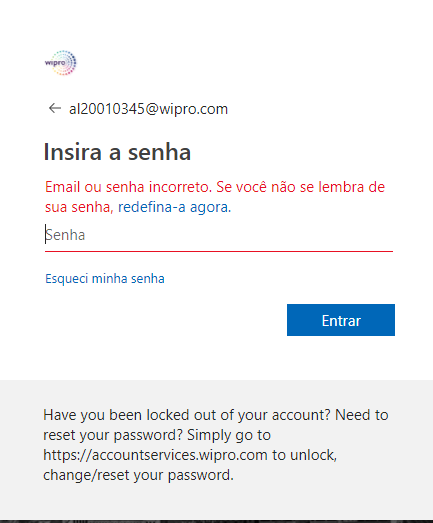 wipro
al20010345@wipro.com
Insira a senha
Email ou senha incorreto. Se você não se lembra de
sua senha, redefina-a agora.
Senha
Esqueci minha senha
Entrar
Have you been locked out of your account? Need to
reset your password? Simply go to
https://accountservices.wipro.com to unlock,
change/reset your password.